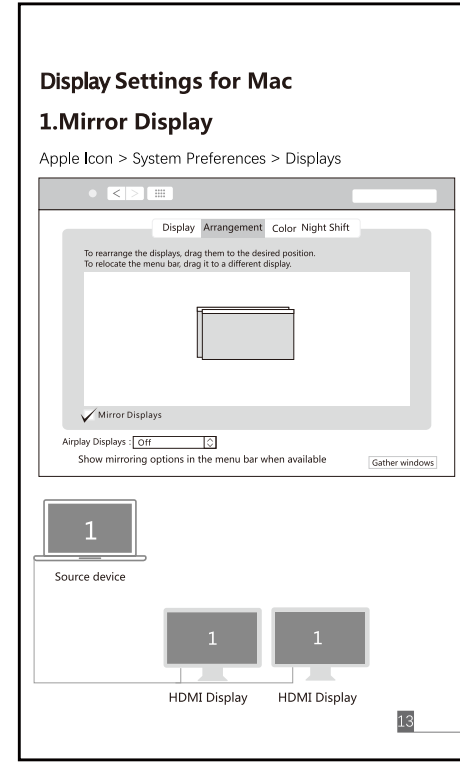 Display Settings for Mac
1.Mirror Display
Apple Icon > System Preferences > Displays
< >
Display Arrangement Color Night Shift
To rearrange the displays, drag them to the desired position.
To relocate the menu bar, drag it to a different display.
Mirror Displays
Airplay Displays : Off
Show mirroring options in the menu bar when available
Gather windows
1
Source device
1 1
HDMI Display HDMI Display
13